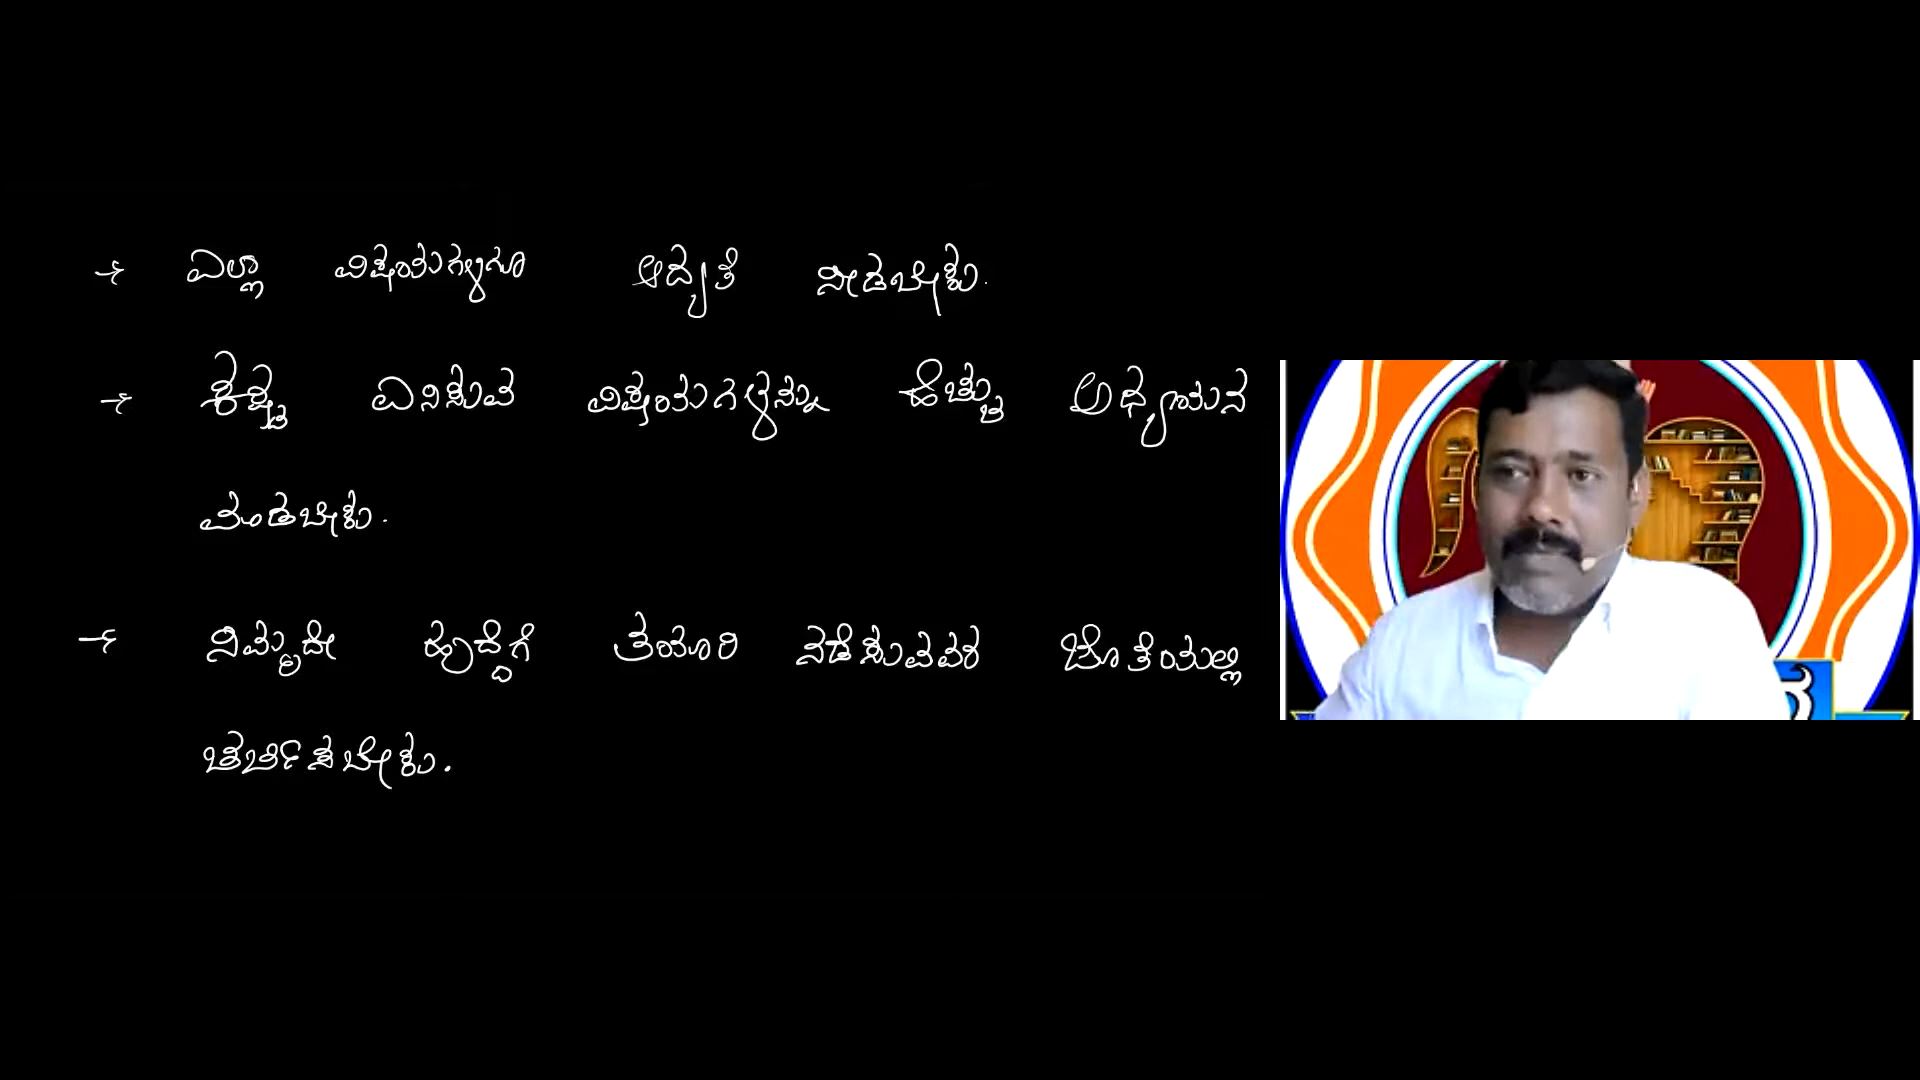 → ಎಲ್ಲಾ ವಿಷಯಗಳಿಗೂ ಆದ್ಯತೆ ನೀಡಬೇಕು.
→ ಕಷ್ಟ ಎನಿಸುವ ವಿಷಯಗಳನ್ನು ಹೆಚ್ಚು ಅಧ್ಯಯನ
ಮಾಡಬೇಕು.
→ ನಿಮ್ಮದೇ ಹುದ್ದೆಗೆ ತಯಾರಿ ನಡೆಸುವವರ ಜೊತೆಯಲ್ಲಿ
ಚರ್ಚಿಸಬೇಕು.